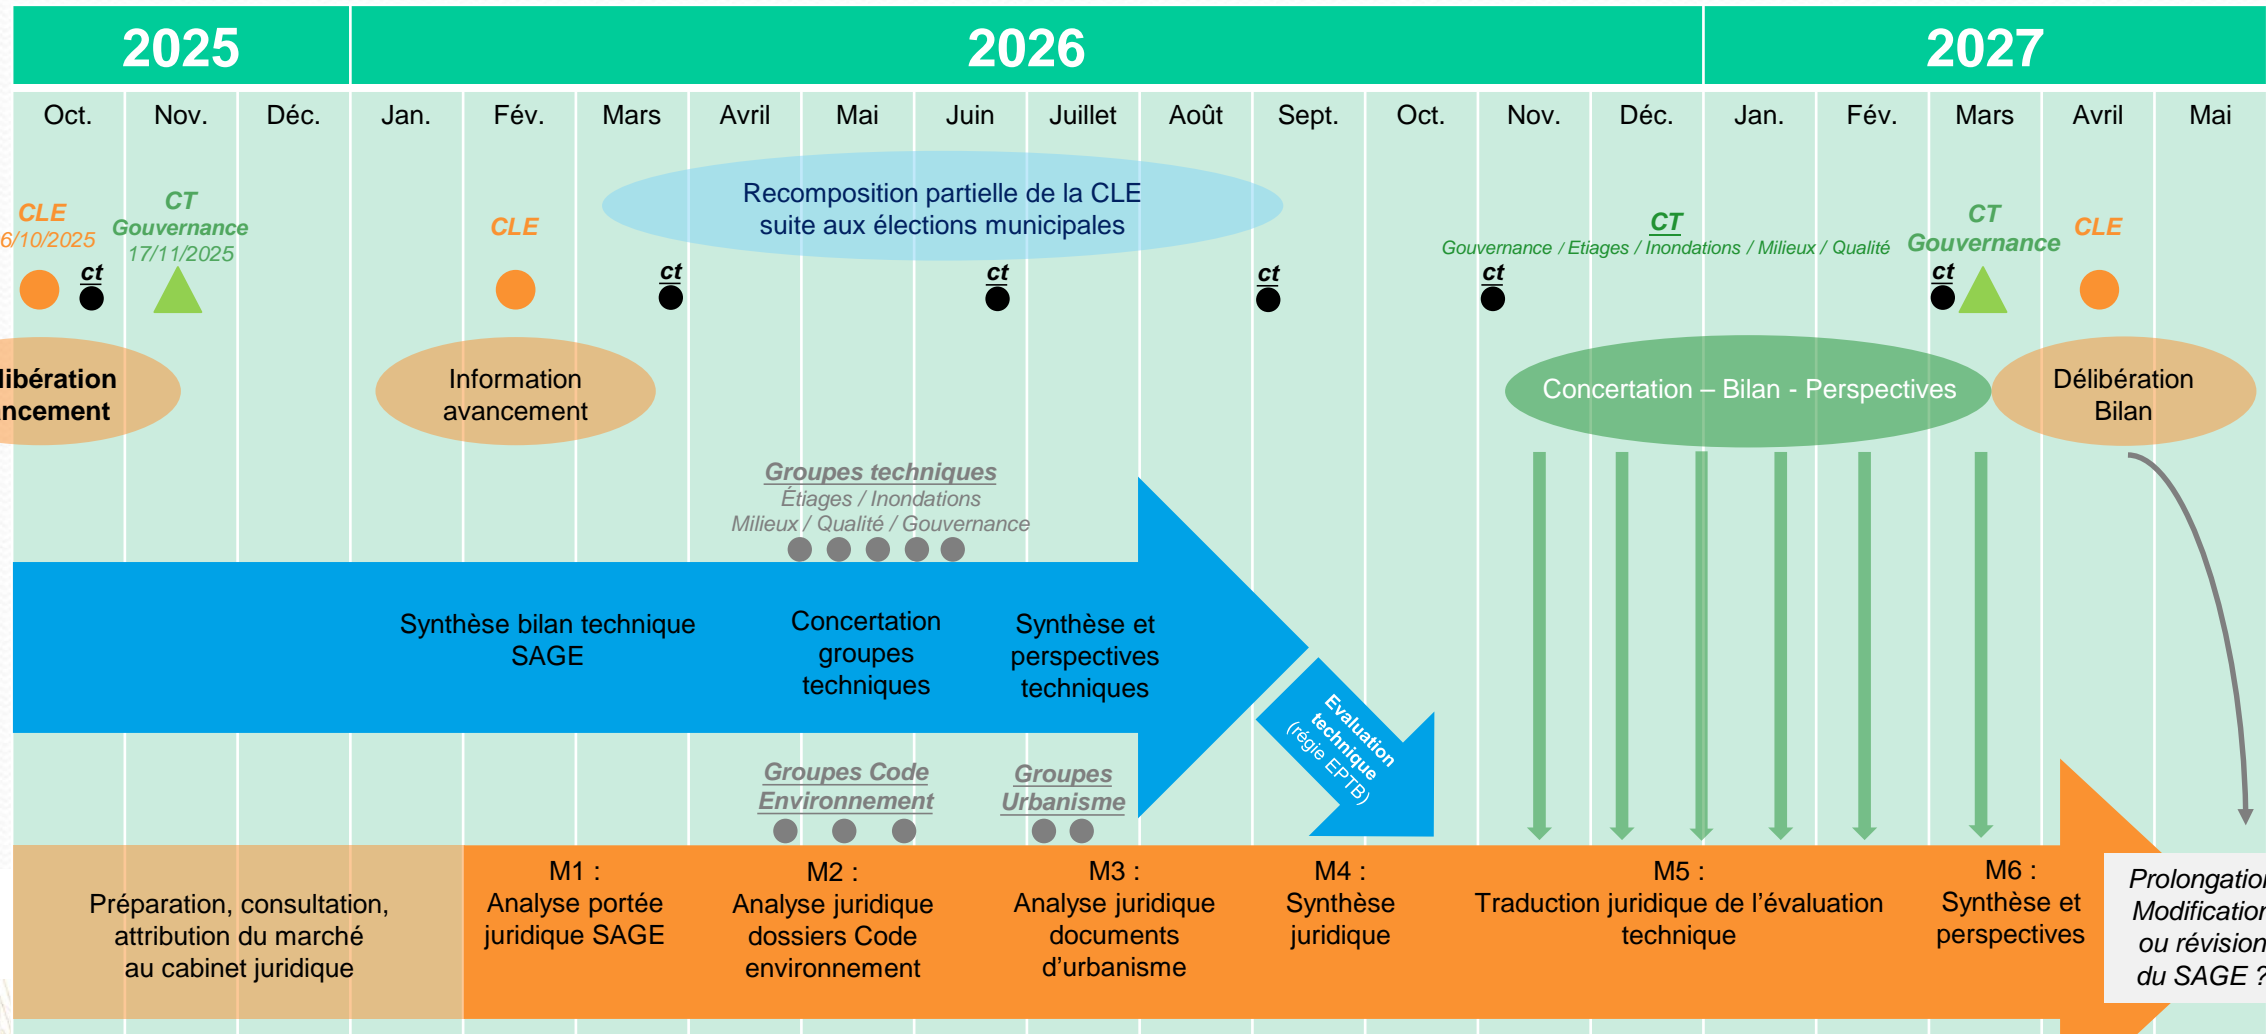 2025
2026
2027
Oct.
Nov.
Déc.
Jan.
Fév.
Mars
Avril
Mai
Juin
Juillet
Août
Sept.
Oct.
Nov.
Déc.
Jan.
Fév.
Mars
Avril
Mai
CLE
6/10/2025
ct
CT
Gouvernance
17/11/2025
CLE
ct
Recomposition partielle de la CLE
suite aux élections municipales
ct
ct
ct
CT
Gouvernance / Etiages / Inondations / Milieux / Qualité
ct
CT
Gouvernance
CLE
libération
ncement
Information
avancement
Concertation – Bilan - Perspectives
Délibération
Bilan
Groupes techniques
Étiages / Inondations
Milieux / Qualité / Gouvernance
Synthèse bilan technique
SAGE
Concertation
groupes
techniques
Synthèse et
perspectives
techniques
Evaluation
technique
(régie EPTB)
Groupes Code
Environnement
Groupes
Urbanisme
Préparation, consultation,
attribution du marché
au cabinet juridique
M1 :
Analyse portée
juridique SAGE
M2 :
Analyse juridique
dossiers Code
environnement
M3 :
Analyse juridique
documents
d'urbanisme
M4 :
Synthèse
juridique
M5 :
Traduction juridique de l'évaluation
technique
M6 :
Synthèse et
perspectives
Prolongation
Modification
ou révision
du SAGE ?